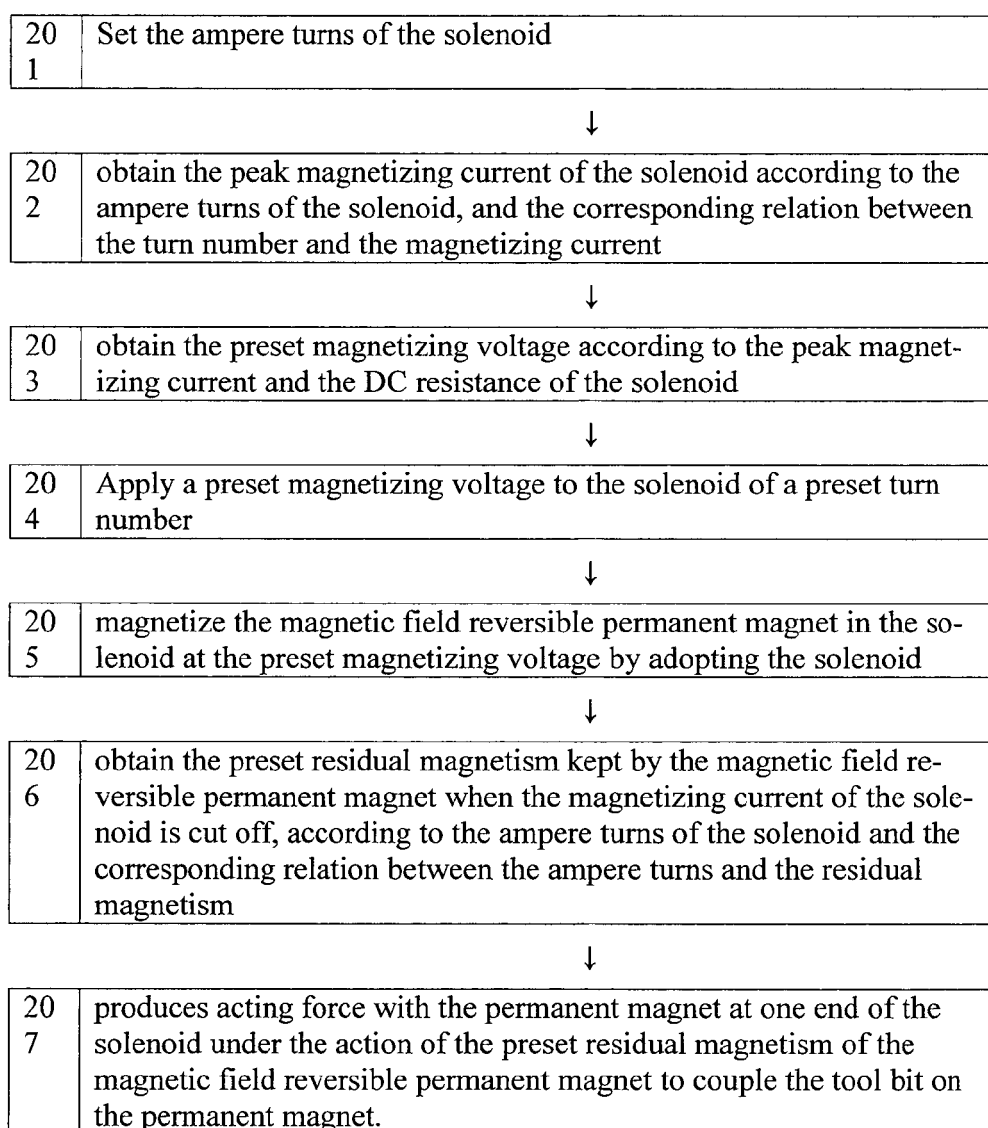 20 Set the ampere turns of the solenoid
1
↓
20 obtain the peak magnetizing current of the solenoid according to the
2 ampere turns of the solenoid, and the corresponding relation between
the turn number and the magnetizing current
↓
20 obtain the preset magnetizing voltage according to the peak magnet-
3 izing current and the DC resistance of the solenoid
↓
20 Apply a preset magnetizing voltage to the solenoid of a preset turn
4 number
↓
20 magnetize the magnetic field reversible permanent magnet in the so-
5 lenoid at the preset magnetizing voltage by adopting the solenoid
↓
20 obtain the preset residual magnetism kept by the magnetic field re-
6 versible permanent magnet when the magnetizing current of the sole-
noid is cut off, according to the ampere turns of the solenoid and the
corresponding relation between the ampere turns and the residual
magnetism
↓
20 produces acting force with the permanent magnet at one end of the
7 solenoid under the action of the preset residual magnetism of the
magnetic field reversible permanent magnet to couple the tool bit on
the permanent magnet.